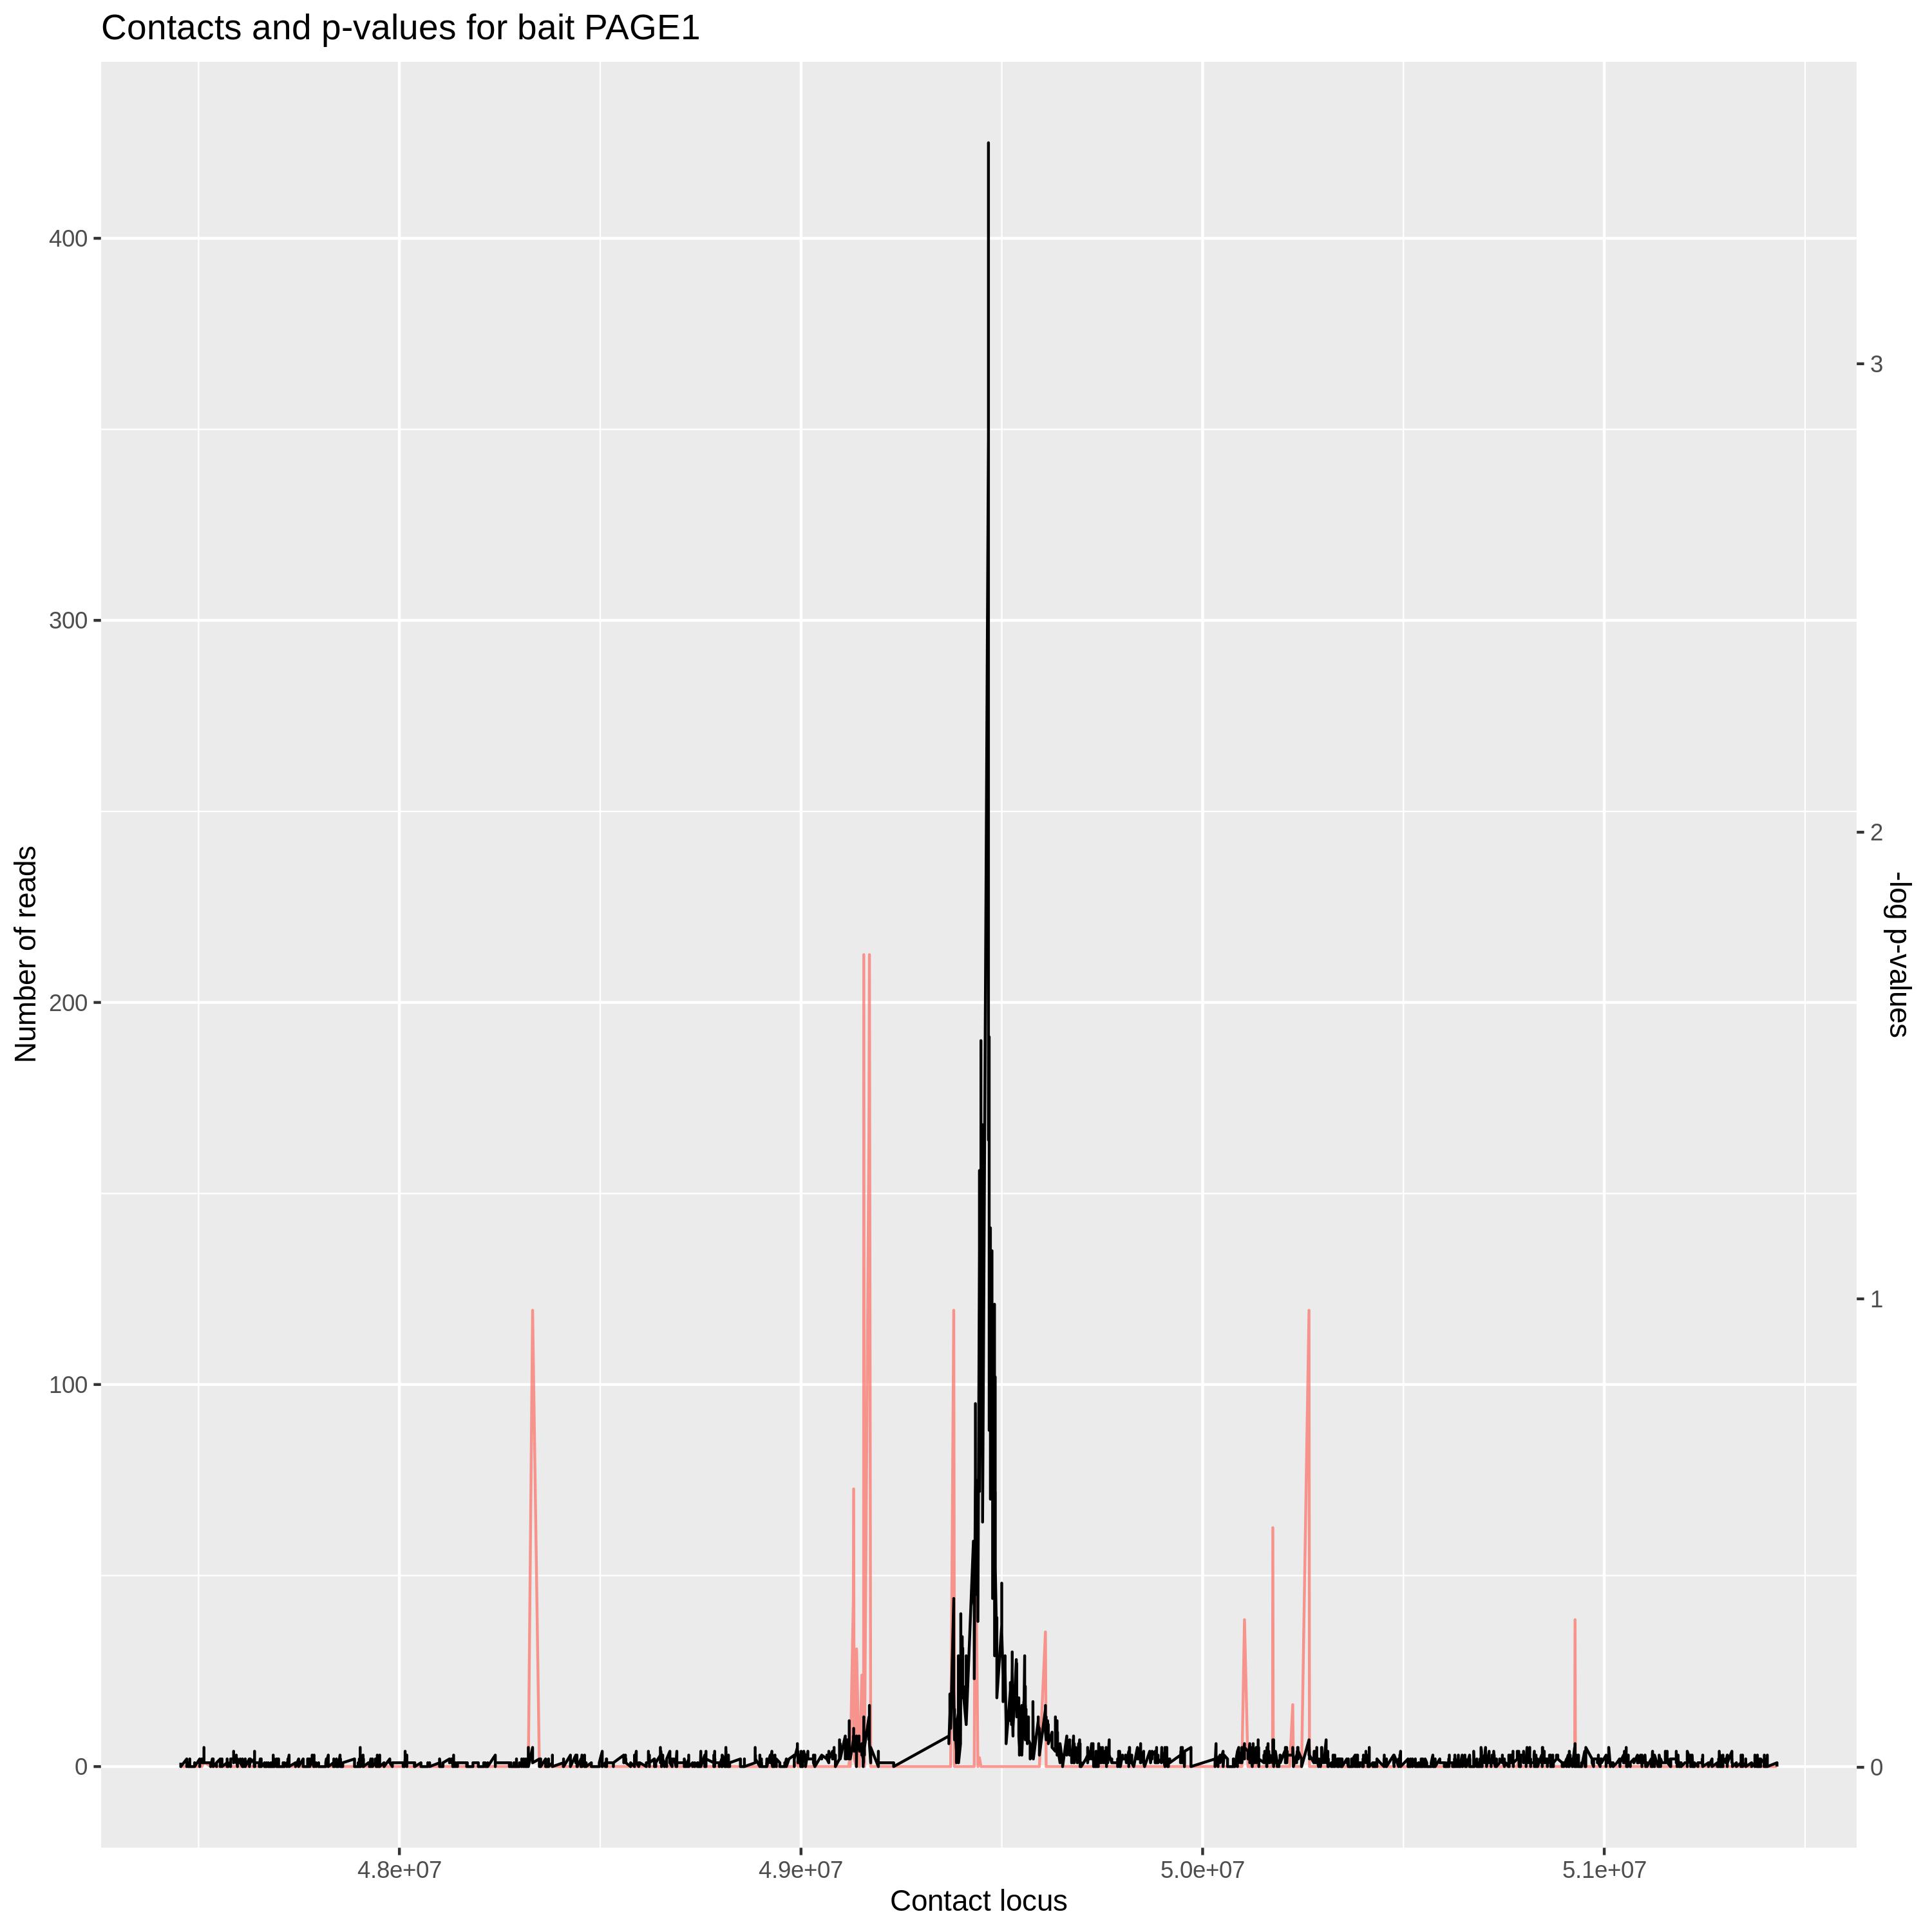 Contacts and p-values for bait PAGE1
400
300
200
100
0
Number of reads
3
2
1
0
-log p-values
4.8e+07
4.9e+07
5.0e+07
5.1e+07
Contact locus